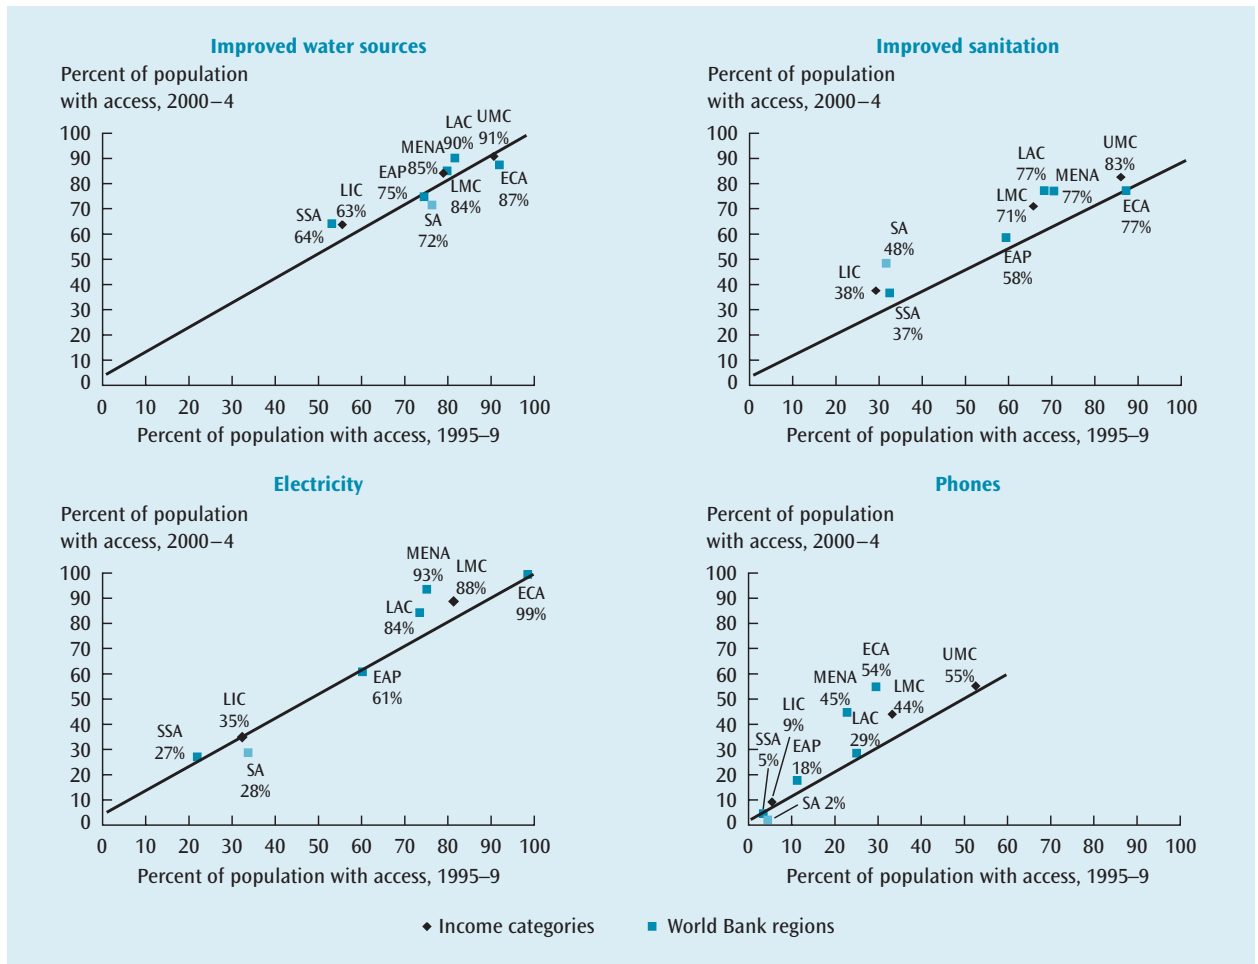 Improved water sources
Percent of population
with access, 2000–4
100
90
80
70
60
50
40
30
20
10
0
0 10 20 30 40 50 60 70 80 90 100
Percent of population with access, 1995–9
SSA
64%
LIC
63%
EAP
75%
MENA
85%
LAC
90%
UMC
91%
LMC
84%
SA
72%
ECA
87%
Improved sanitation
Percent of population
with access, 2000–4
100
90
80
70
60
50
40
30
20
10
0
0 10 20 30 40 50 60 70 80 90 100
Percent of population with access, 1995–9
LIC
38%
SA
48%
SSA
37%
LMC
71%
EAP
58%
LAC
77%
MENA
77%
UMC
83%
ECA
77%
Electricity
Percent of population
with access, 2000–4
100
90
80
70
60
50
40
30
20
10
0
0 10 20 30 40 50 60 70 80 90 100
Percent of population with access, 1995–9
SSA
27%
LIC
35%
SA
28%
EAP
61%
LAC
84%
MENA
93%
LMC
88%
ECA
99%
Phones
Percent of population
with access, 2000–4
100
90
80
70
60
50
40
30
20
10
0
0 10 20 30 40 50 60 70 80 90 100
Percent of population with access, 1995–9
SSA
5%
LIC
9%
EAP
18%
SA 2%
MENA
45%
LAC
29%
ECA
54%
LMC
44%
UMC
55%
Income categories
World Bank regions